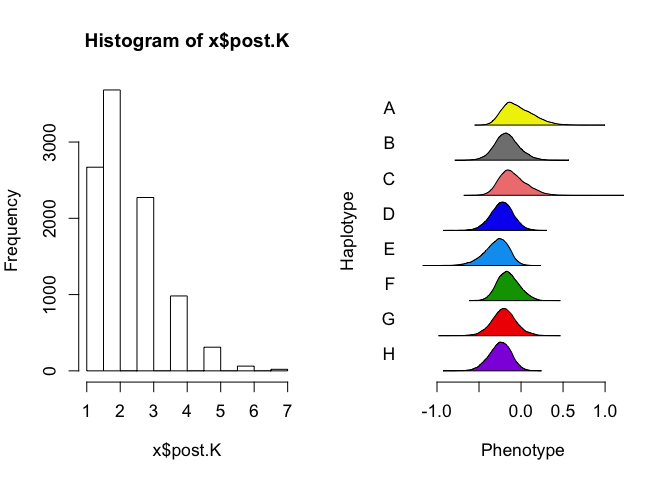 Histogram of x$post.K
Frequency
0
1000
2000
3000
1 2 3 4 5 6 7
x$post.K
Haplotype
A
B
C
D
E
F
G
H
-1.0 0.0 0.5 1.0
Phenotype